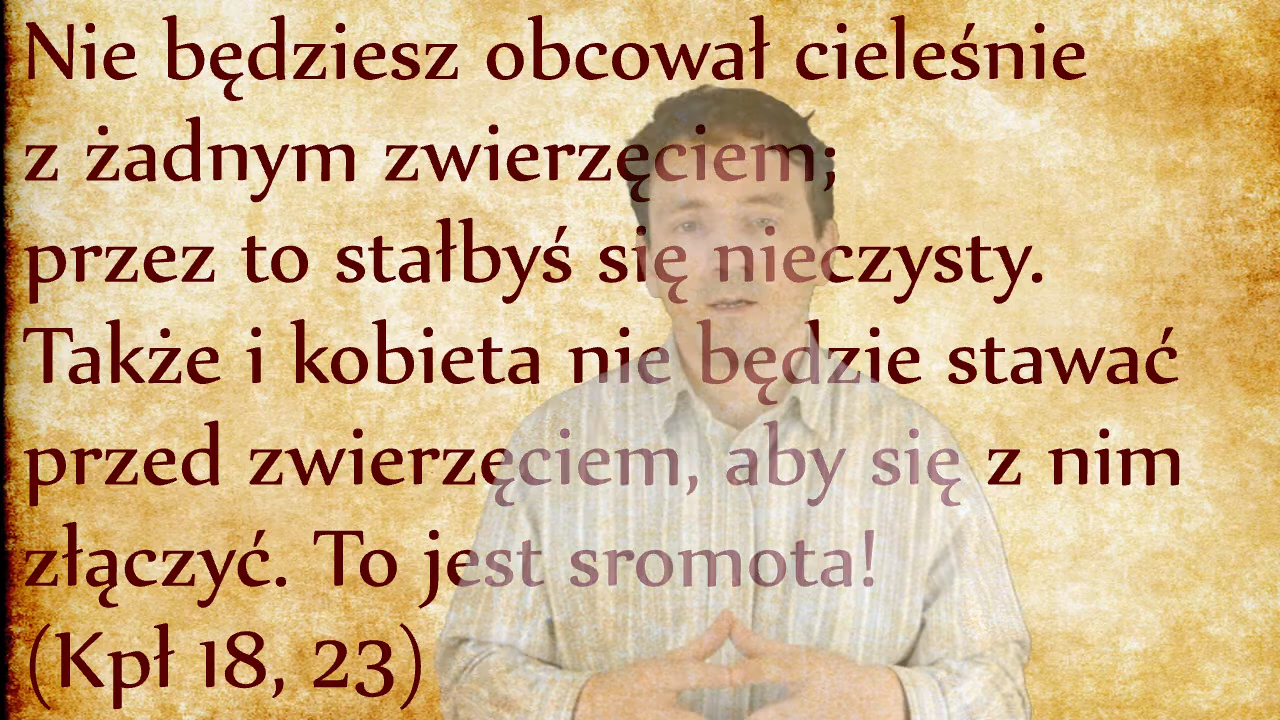 Nie będziesz obcował cieleśnie
z żadnym zwierzęciem;
przez to stałbyś się nieczysty.
Także i kobieta nie będzie stawać
przed zwierzęciem, aby się z nim
złączyć. To jest sromota!
(Kpł 18, 23)